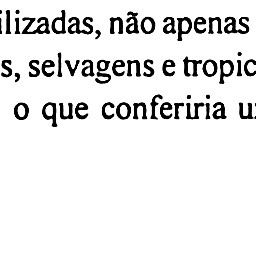 ilizadas, não apenas
s, selvagens e tropic
o que conferiria u